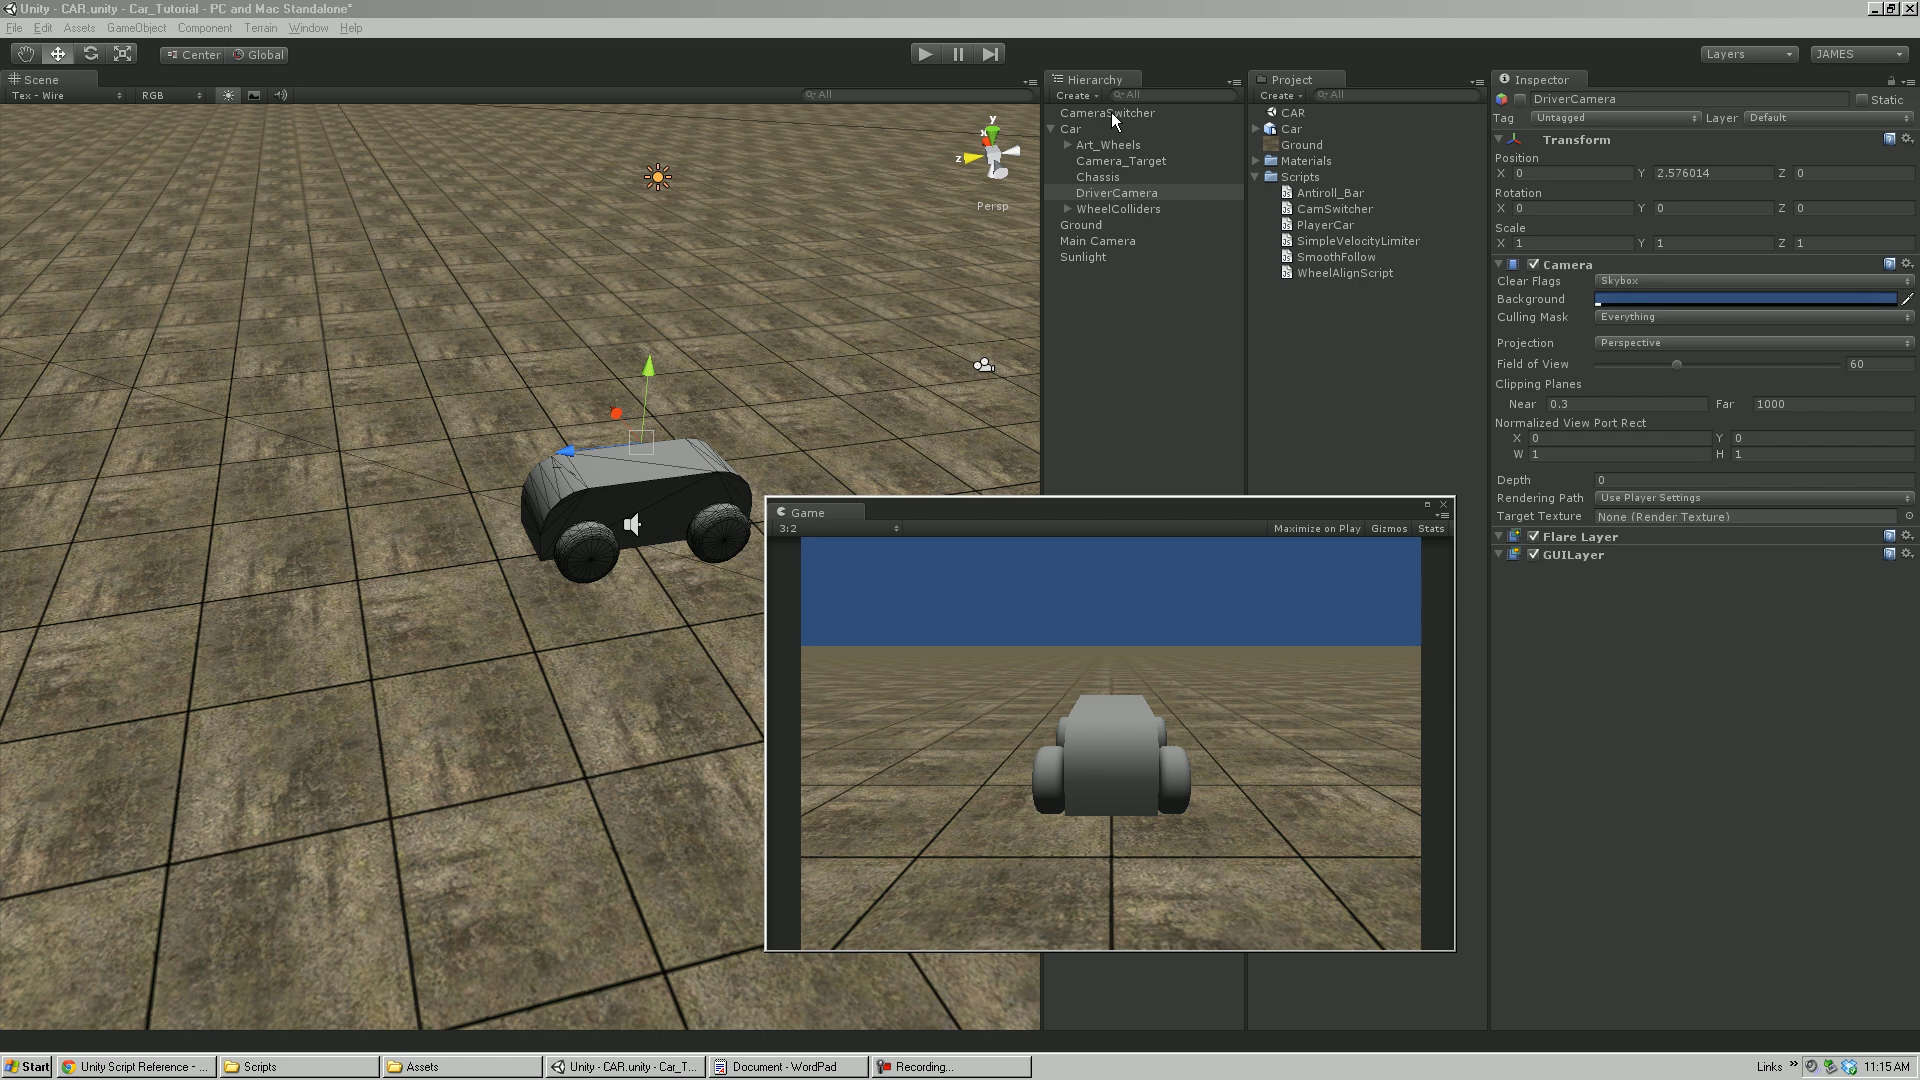 Unity - CAR.unity - Car_Tutorial - PC and Mac Standalone*
File Edit Assets GameObject Component Terrain Window Help
Center Global Layers JAMES
Scene
Tex - Wire RGB All
y
x
z
Persp
Hierarchy
Create All
CameraSwitcher
Car
Art_Wheels
Camera_Target
Chassis
DriverCamera
WheelColliders
Ground
Main Camera
Sunlight
Project
Create All
CAR
Car
Ground
Materials
Scripts
Antiroll_Bar
CamSwitcher
PlayerCar
SimpleVelocityLimiter
SmoothFollow
WheelAlignScript
Inspector
DriverCamera Static
Tag Untagged Layer Default
Transform
Position
X 0 Y 2.576014 Z 0
Rotation
X 0 Y 0 Z 0
Scale
X 1 Y 1 Z 1
Camera
Clear Flags Skybox
Background
Culling Mask Everything
Projection Perspective
Field of View 60
Clipping Planes
Near 0.3 Far 1000
Normalized View Port Rect
X 0 Y 0
W 1 H 1
Depth 0
Rendering Path Use Player Settings
Target Texture None (Render Texture)
Flare Layer
GUILayer
Game
3:2 Maximize on Play Gizmos Stats
Start Unity Script Reference - ... Scripts Assets Unity - CAR.unity - Car_T... Document - WordPad Recording... Links » 11:15 AM